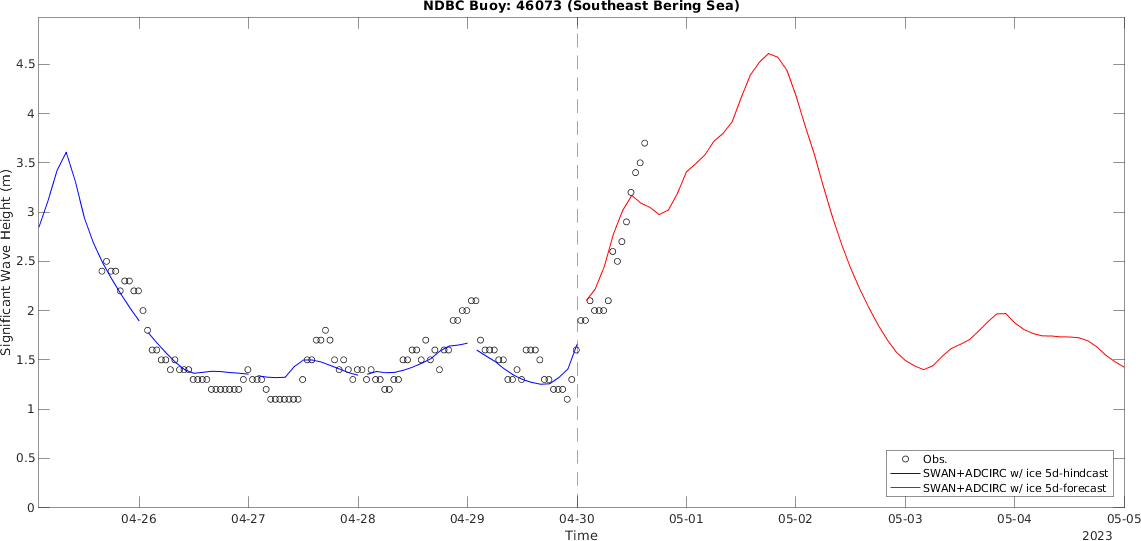 NDBC Buoy: 46073 (Southeast Bering Sea)
Significant Wave Height (m)
4.5
4
3.5
3
2.5
2
1.5
1
0.5
0
Obs.
SWAN+ADCIRC w/ ice 5d-hindcast
SWAN+ADCIRC w/ ice 5d-forecast
04-26 04-27 04-28 04-29 04-30 05-01 05-02 05-03 05-04 05-05
Time
2023